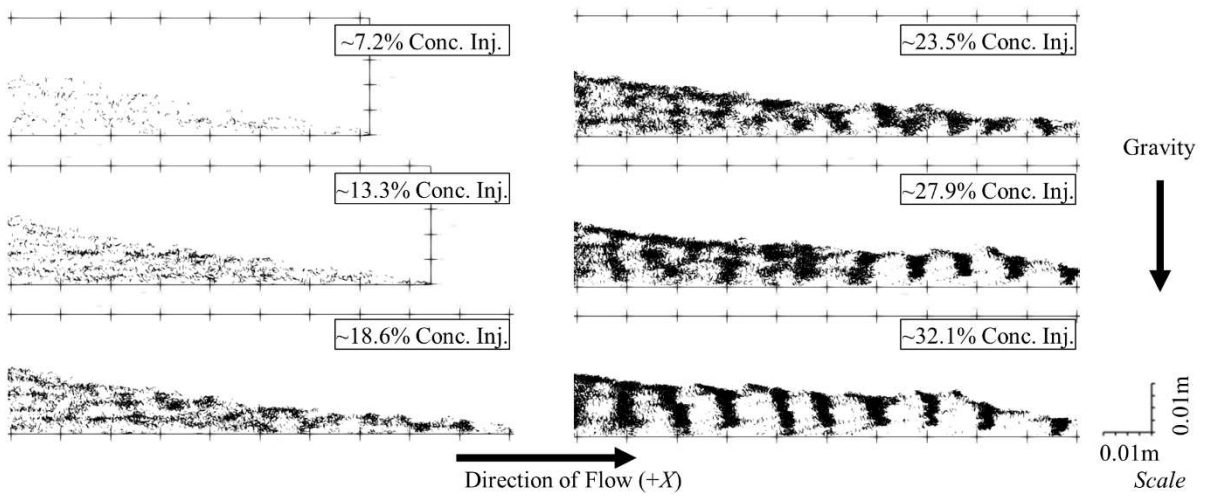 ~7.2% Conc. Inj.
~13.3% Conc. Inj.
~18.6% Conc. Inj.
~23.5% Conc. Inj.
~27.9% Conc. Inj.
~32.1% Conc. Inj.
Gravity
0.01m
0.01m
Scale
Direction of Flow (+X)